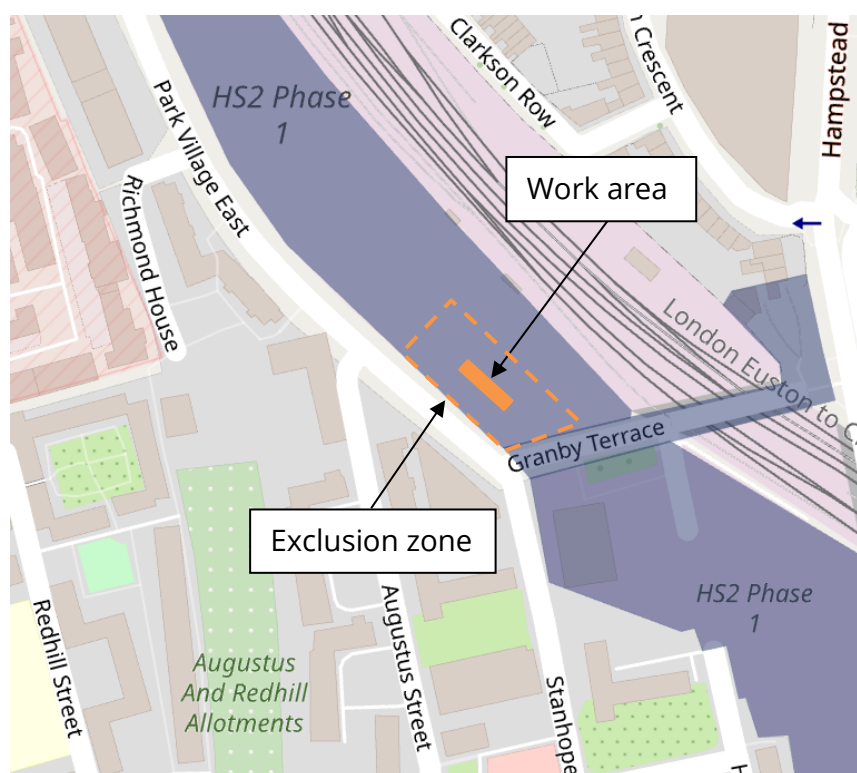 Clarkson Row
n Crescent
Hampstead
HS2 Phase
1
Park Village East
Work area
Richmond House
London Euston to C
Granby Terrace
Exclusion zone
HS2 Phase
1
Redhill Street
Augustus Street
Augustus
And Redhill
Allotments
Stanhope
H